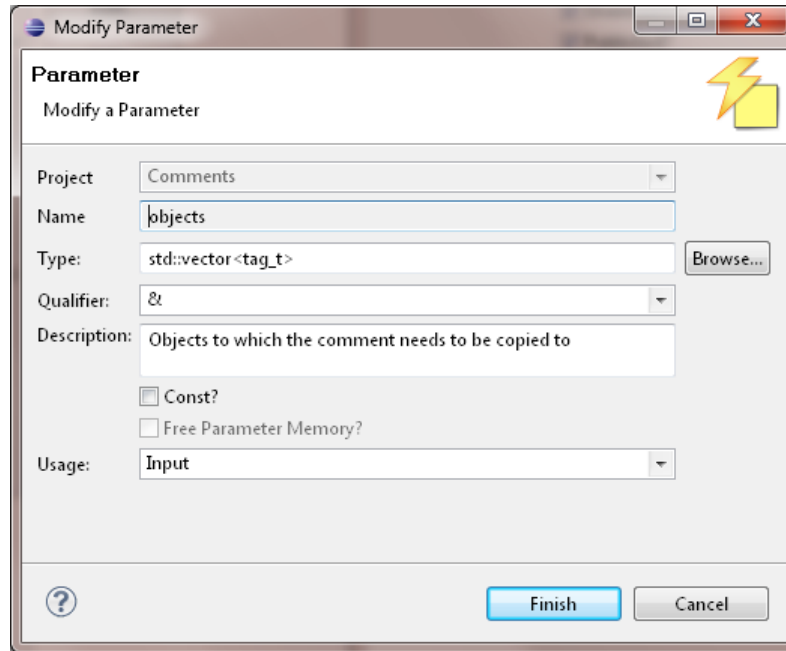 Modify Parameter
Parameter
Modify a Parameter
Project Comments
Name objects
Type: std::vector<tag_t> Browse...
Qualifier: &
Description: Objects to which the comment needs to be copied to
Const?
Free Parameter Memory?
Usage: Input
? Finish Cancel